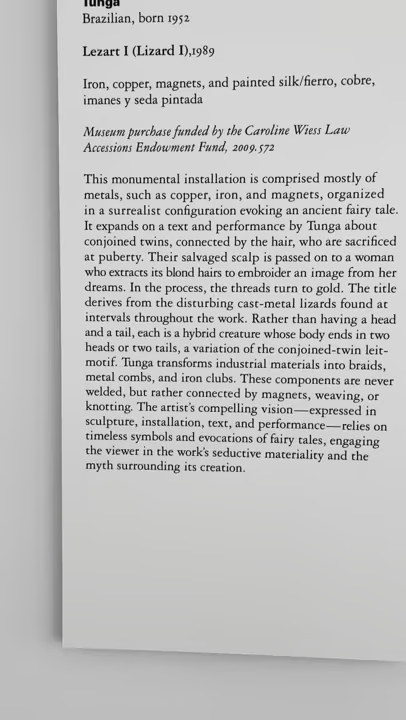 Tunga
Brazilian, born 1952
Lezart I (Lizard I),1989
Iron, copper, magnets, and painted silk/fierro, cobre,
imanes y seda pintada
Museum purchase funded by the Caroline Wiess Law
Accessions Endowment Fund, 2009.572
This monumental installation is comprised mostly of
metals, such as copper, iron, and magnets, organized
in a surrealist configuration evoking an ancient fairy tale.
It expands on a text and performance by Tunga about
conjoined twins, connected by the hair, who are sacrificed
at puberty. Their salvaged scalp is passed on to a woman
who extracts its blond hairs to embroider an image from her
dreams. In the process, the threads turn to gold. The title
derives from the disturbing cast-metal lizards found at
intervals throughout the work. Rather than having a head
and a tail, each is a hybrid creature whose body ends in two
heads or two tails, a variation of the conjoined-twin leit-
motif. Tunga transforms industrial materials into braids,
metal combs, and iron clubs. These components are never
welded, but rather connected by magnets, weaving, or
knotting. The artist's compelling vision—expressed in
sculpture, installation, text, and performance—relies on
timeless symbols and evocations of fairy tales, engaging
the viewer in the work's seductive materiality and the
myth surrounding its creation.